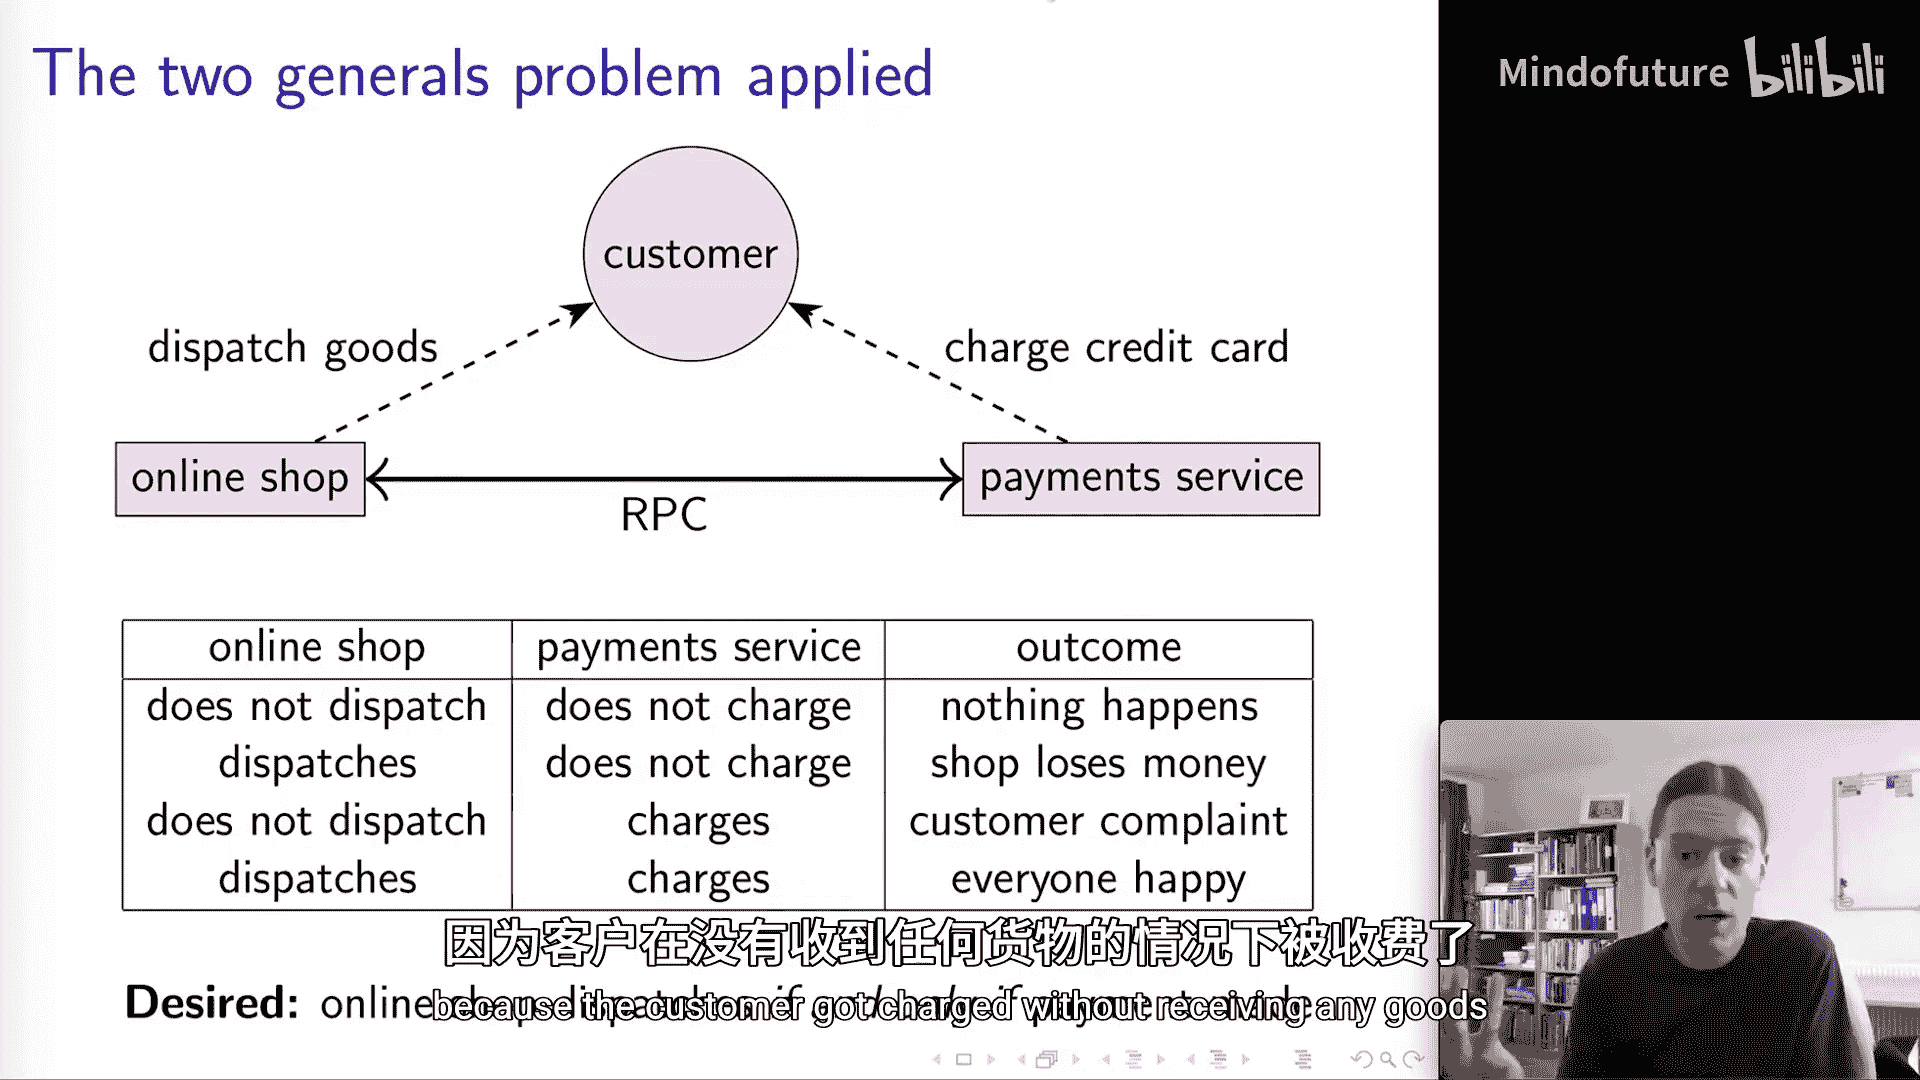 The two generals problem applied
Mindofuture bilibili
customer
dispatch goods
charge credit card
online shop
payments service
RPC
online shop payments service outcome
does not dispatch does not charge nothing happens
dispatches does not charge shop loses money
does not dispatch charges customer complaint
dispatches charges everyone happy
因为客户在没有收到任何货物的情况下被收费了
Desired: online
because the customer got charged without receiving any goods